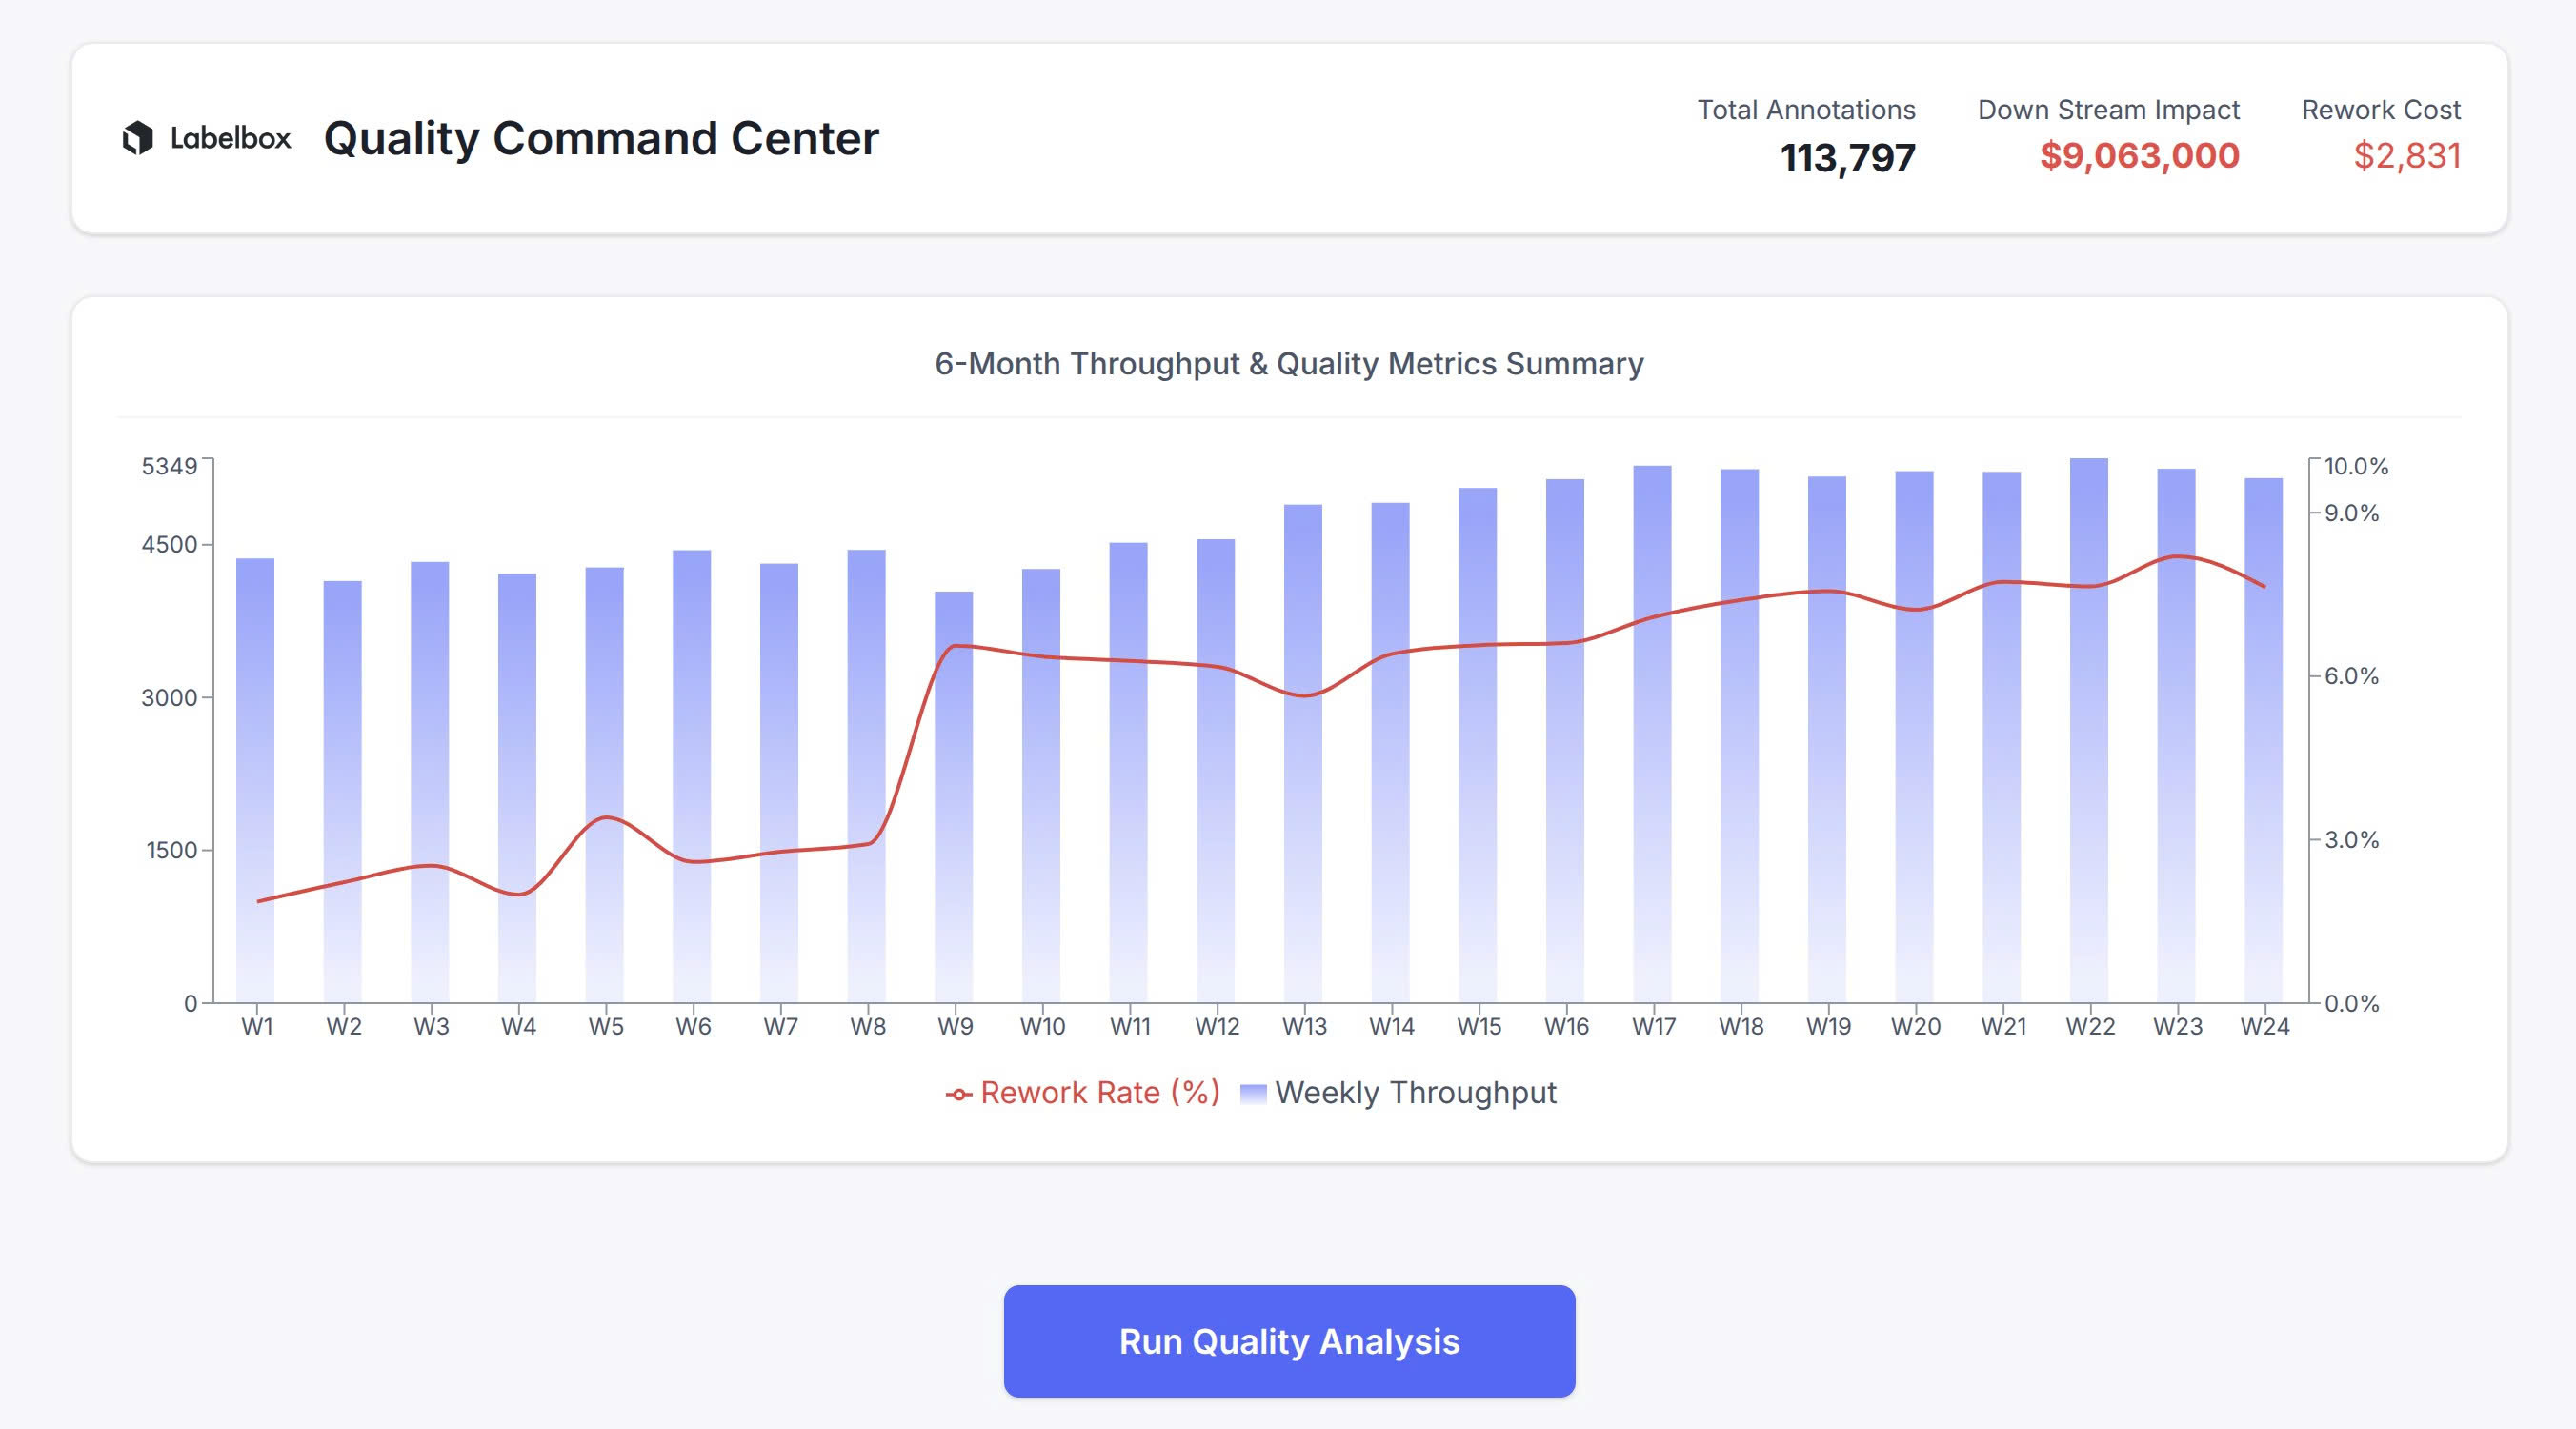 Labelbox Quality Command Center
Total Annotations
113,797
Down Stream Impact
$9,063,000
Rework Cost
$2,831
6-Month Throughput & Quality Metrics Summary
5349
4500
3000
1500
0
10.0%
9.0%
6.0%
3.0%
0.0%
W1 W2 W3 W4 W5 W6 W7 W8 W9 W10 W11 W12 W13 W14 W15 W16 W17 W18 W19 W20 W21 W22 W23 W24
Rework Rate (%) Weekly Throughput
Run Quality Analysis